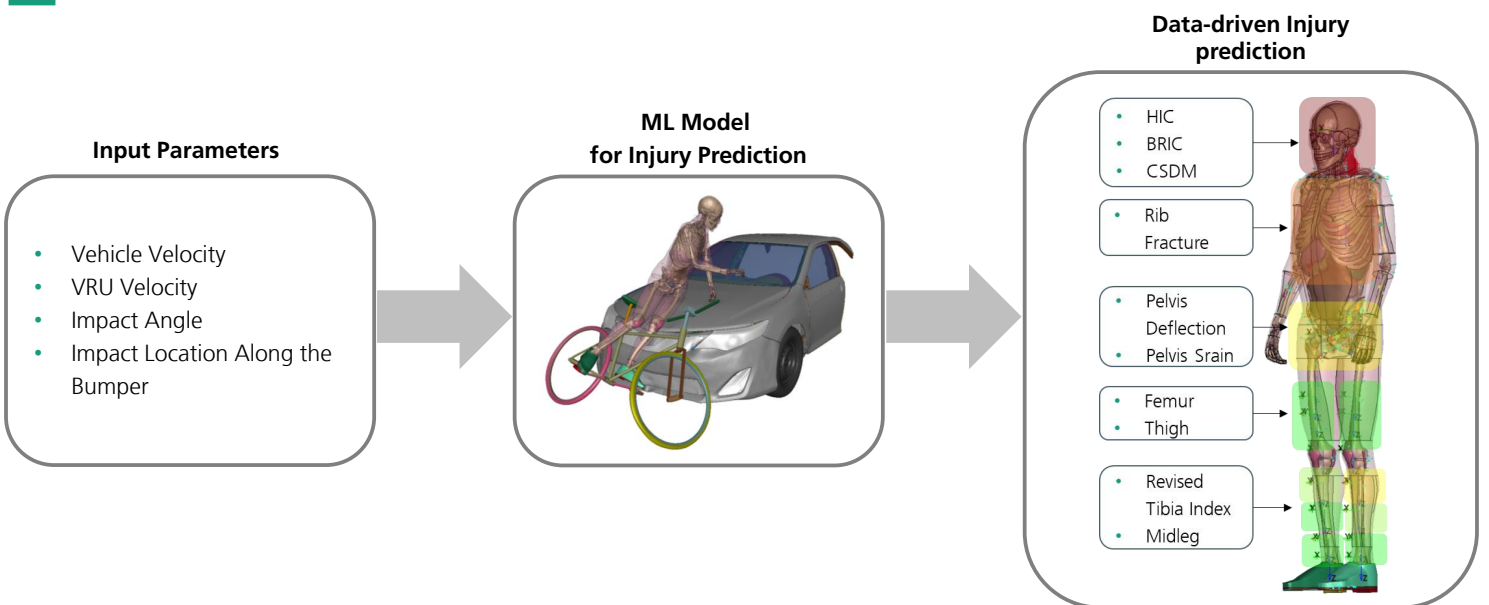 Input Parameters
Vehicle Velocity
VRU Velocity
Impact Angle
Impact Location Along the
Bumper
ML Model
for Injury Prediction
Data-driven Injury
prediction
HIC
BRIC
CSDM
Rib
Fracture
Pelvis
Deflection
Pelvis Srain
Femur
Thigh
Revised
Tibia Index
Midleg